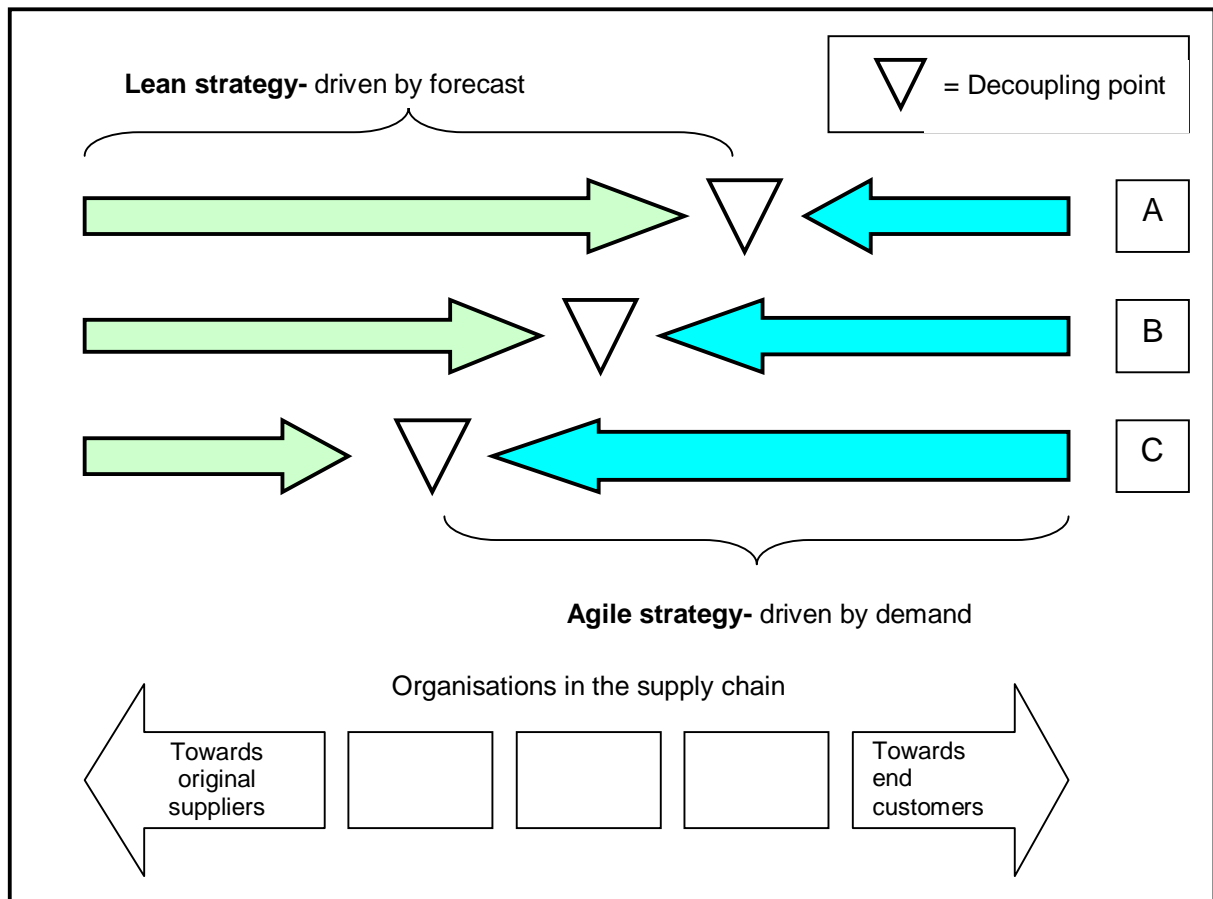 Lean strategy- driven by forecast
= Decoupling point
A
B
C
Agile strategy- driven by demand
Organisations in the supply chain
Towards
original
suppliers
Towards
end
customers